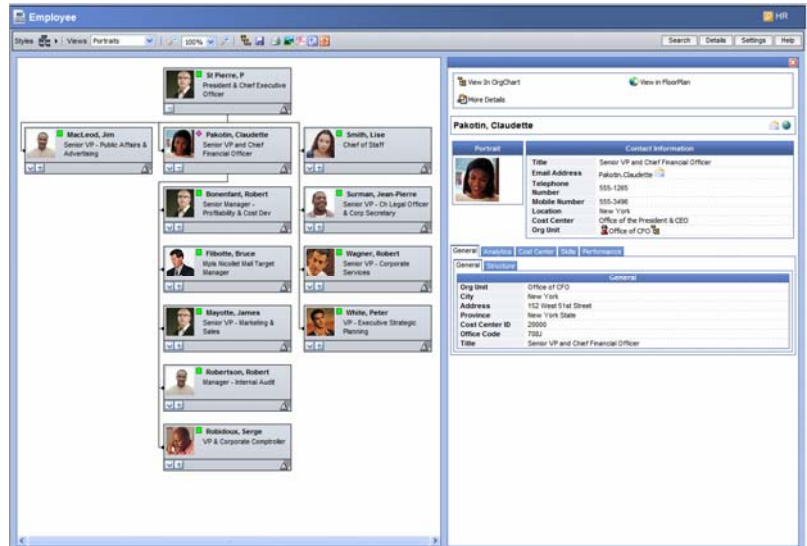 Employee
HR
Styles
Views Portraits
100%
Search Details Settings Help
St Pierre, P
President & Chief Executive
Officer
MacLeod, Jim
Senior VP - Public Affairs &
Advertising
Pakotin, Claudette
Senior VP and Chief
Financial Officer
Smith, Lise
Chief of Staff
Bonenfant, Robert
Senior Manager -
Profitability & Cost Dev
Surman, Jean-Pierre
Senior VP - Ch Legal Officer
& Corp Secretary
Filbotte, Bruce
Nicollet Mall Target
Manager
Wagner, Robert
Senior VP - Corporate
Services
Mayotte, James
Senior VP - Marketing &
Sales
White, Peter
VP - Executive Strategic
Planning
Robertson, Robert
Manager - Internal Audit
Robidoux, Serge
VP & Corporate Comptroller
View In OrgChart
View in FloorPlan
More Details
Pakotin, Claudette
Portrait
Contact Information
Title Senior VP and Chief Financial Officer
Email Address Pakotin.Claudette
Telephone
Number 555-1265
Mobile Number 555-3496
Location New York
Cost Center Office of the President & CEO
Org Unit Office of CFO
General Analytics Cost Center Skills Performance
General Structure
General
Org Unit Office of CFO
City New York
Address 152 West 51st Street
Province New York State
Cost Center ID 20000
Office Code 700J
Title Senior VP and Chief Financial Officer